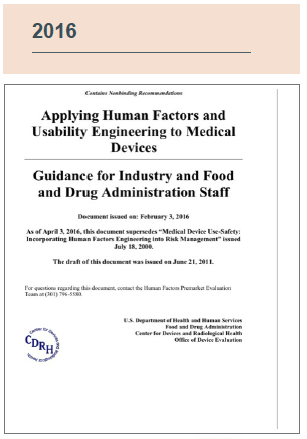 2016
Contains Nonbinding Recommendations
Applying Human Factors and
Usability Engineering to Medical
Devices
Guidance for Industry and Food
and Drug Administration Staff
Document issued on: February 3, 2016
As of April 3, 2016, this document supersedes “Medical Device Use-Safety:
Incorporating Human Factors Engineering into Risk Management” issued
July 18, 2000.
The draft of this document was issued on June 21, 2011.
For questions regarding this document, contact the Human Factors Premarket Evaluation
Team at (301) 796-5580.
U.S. Department of Health and Human Services
Food and Drug Administration
Center for Devices and Radiological Health
Office of Device Evaluation
CDRH